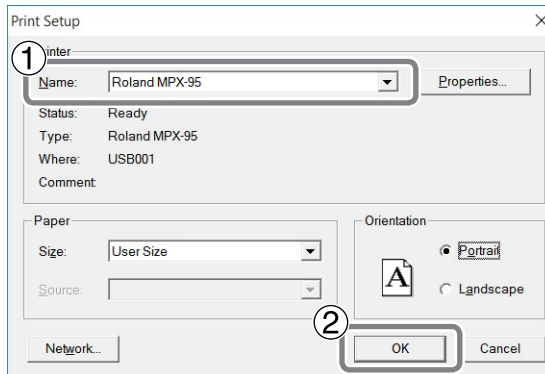 Print Setup
①
Printer
Name: Roland MPX-95 Properties...
Status: Ready
Type: Roland MPX-95
Where: USB001
Comment:
Paper
Size: User Size
Source:
Orientation
A
Portrait
Landscape
②
Network... OK Cancel